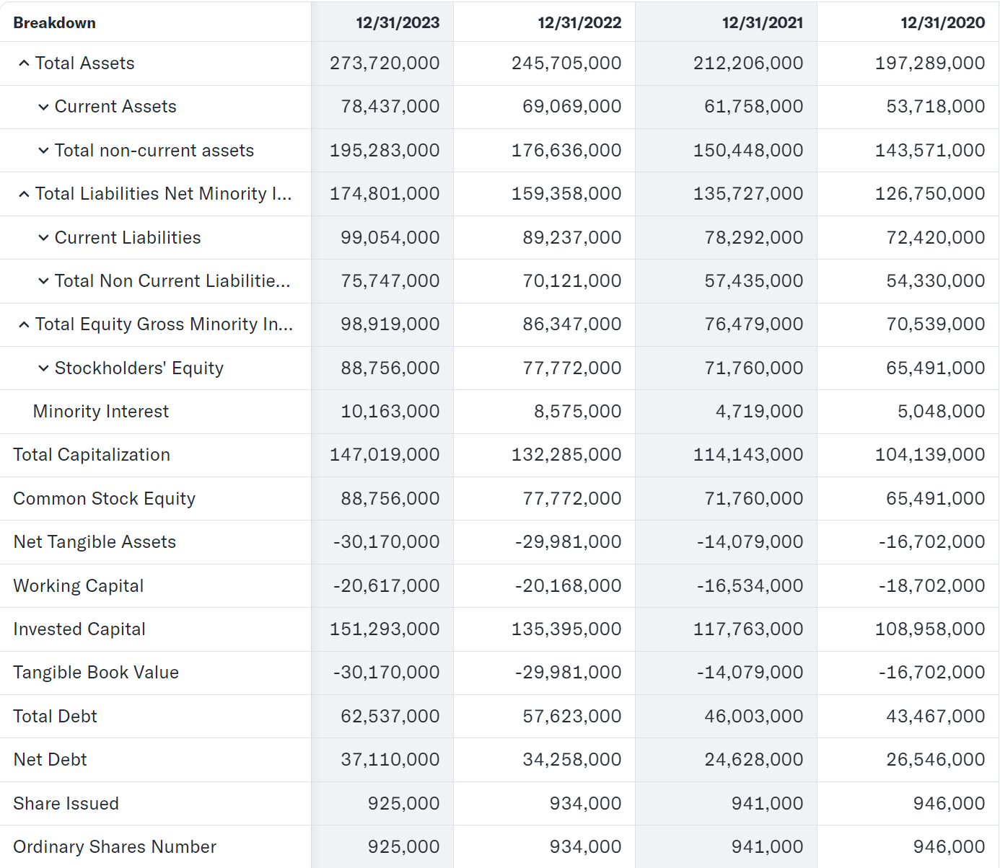 Breakdown 12/31/2023 12/31/2022 12/31/2021 12/31/2020
Total Assets 273,720,000 245,705,000 212,206,000 197,289,000
Current Assets 78,437,000 69,069,000 61,758,000 53,718,000
Total non-current assets 195,283,000 176,636,000 150,448,000 143,571,000
Total Liabilities Net Minority I... 174,801,000 159,358,000 135,727,000 126,750,000
Current Liabilities 99,054,000 89,237,000 78,292,000 72,420,000
Total Non Current Liabilitie... 75,747,000 70,121,000 57,435,000 54,330,000
Total Equity Gross Minority In... 98,919,000 86,347,000 76,479,000 70,539,000
Stockholders' Equity 88,756,000 77,772,000 71,760,000 65,491,000
Minority Interest 10,163,000 8,575,000 4,719,000 5,048,000
Total Capitalization 147,019,000 132,285,000 114,143,000 104,139,000
Common Stock Equity 88,756,000 77,772,000 71,760,000 65,491,000
Net Tangible Assets -30,170,000 -29,981,000 -14,079,000 -16,702,000
Working Capital -20,617,000 -20,168,000 -16,534,000 -18,702,000
Invested Capital 151,293,000 135,395,000 117,763,000 108,958,000
Tangible Book Value -30,170,000 -29,981,000 -14,079,000 -16,702,000
Total Debt 62,537,000 57,623,000 46,003,000 43,467,000
Net Debt 37,110,000 34,258,000 24,628,000 26,546,000
Share Issued 925,000 934,000 941,000 946,000
Ordinary Shares Number 925,000 934,000 941,000 946,000